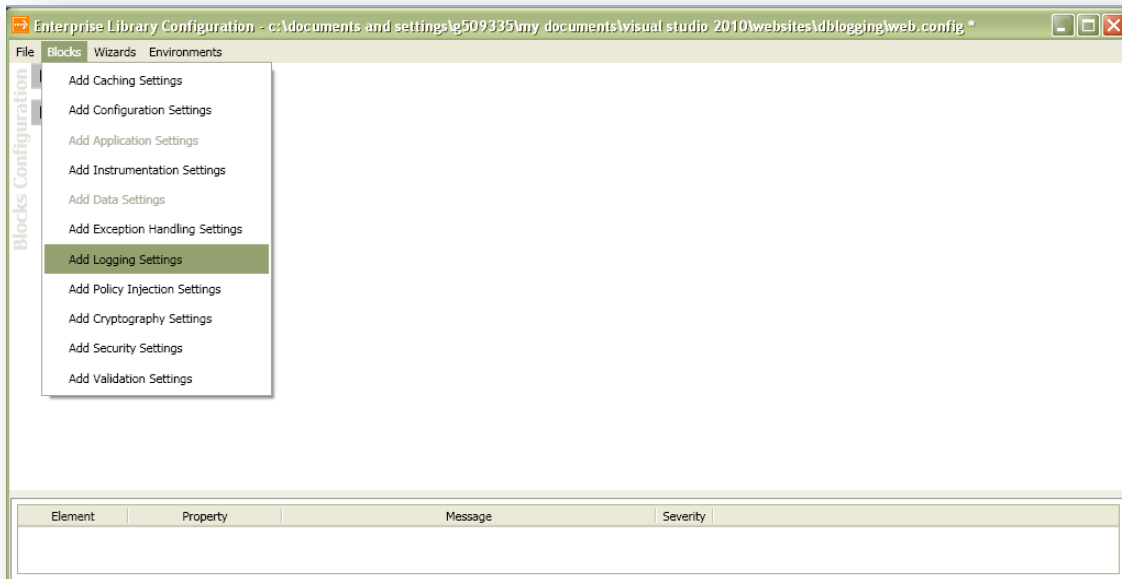 Enterprise Library Configuration - c:\documents and settings\g509335\my documents\visual studio 2010\websites\dblogging\web.config *
File Blocks Wizards Environments
Blocks Configuration
Add Caching Settings
Add Configuration Settings
Add Application Settings
Add Instrumentation Settings
Add Data Settings
Add Exception Handling Settings
Add Logging Settings
Add Policy Injection Settings
Add Cryptography Settings
Add Security Settings
Add Validation Settings
Element Property Message Severity